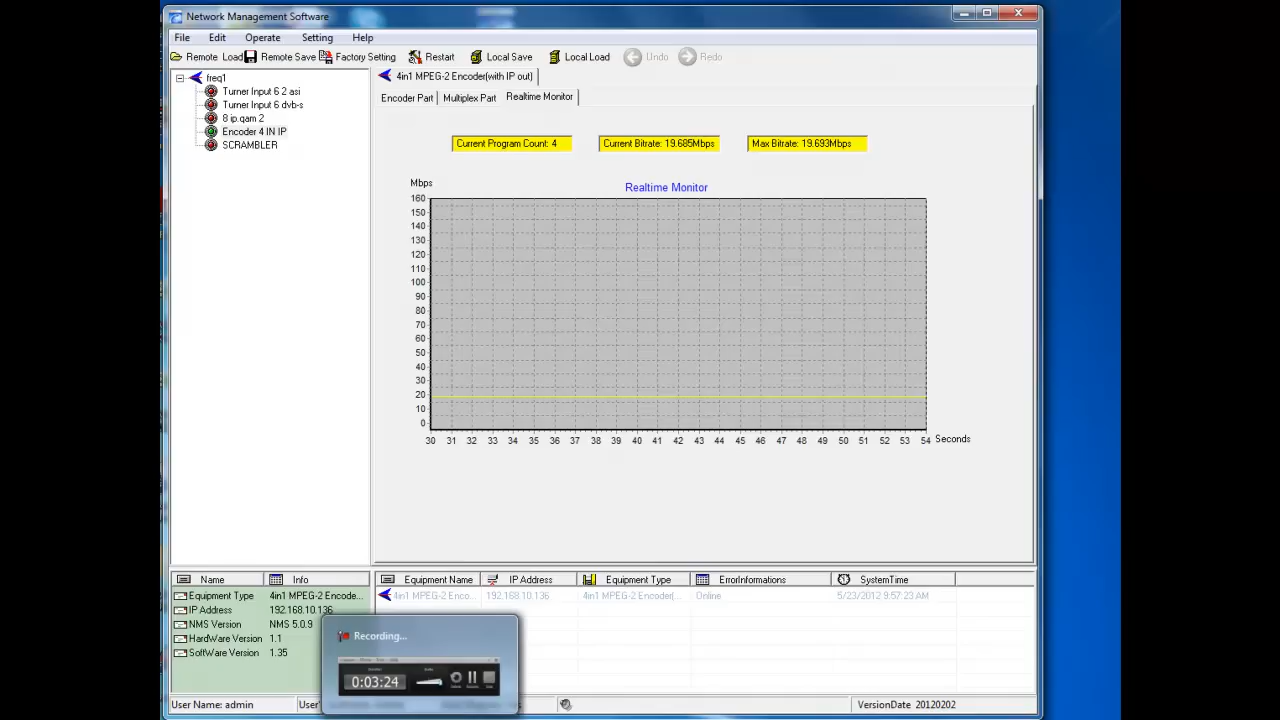 Network Management Software
File Edit Operate Setting Help
Remote Load Remote Save Factory Setting Restart Local Save Local Load Undo Redo
freq1
Turner Input 6 2 asi
Turner Input 6 dvb-s
8 ip qam 2
Encoder 4 IN IP
SCRAMBLER
4in1 MPEG-2 Encoder(with IP out)
Encoder Part Multiplex Part Realtime Monitor
Current Program Count: 4 Current Bitrate: 19.685Mbps Max Bitrate: 19.693Mbps
Mbps
Realtime Monitor
160
150
140
130
120
110
100
90
80
70
60
50
40
30
20
10
0
30 31 32 33 34 35 36 37 38 39 40 41 42 43 44 45 46 47 48 49 50 51 52 53 54 Seconds
Name Info
Equipment Type 4in1 MPEG-2 Encode...
IP Address 192.168.10.136
NMS Version NMS 5.0.9
HardWare Version 1.1
SoftWare Version 1.35
Equipment Name IP Address Equipment Type ErrorInformations SystemTime
4in1 MPEG-2 Enco... 192.168.10.136 4in1 MPEG-2 Encoder(... Online 5/23/2012 9:57:23 AM
Recording...
0:03:24
User Name: admin
User
VersionDate 20120202